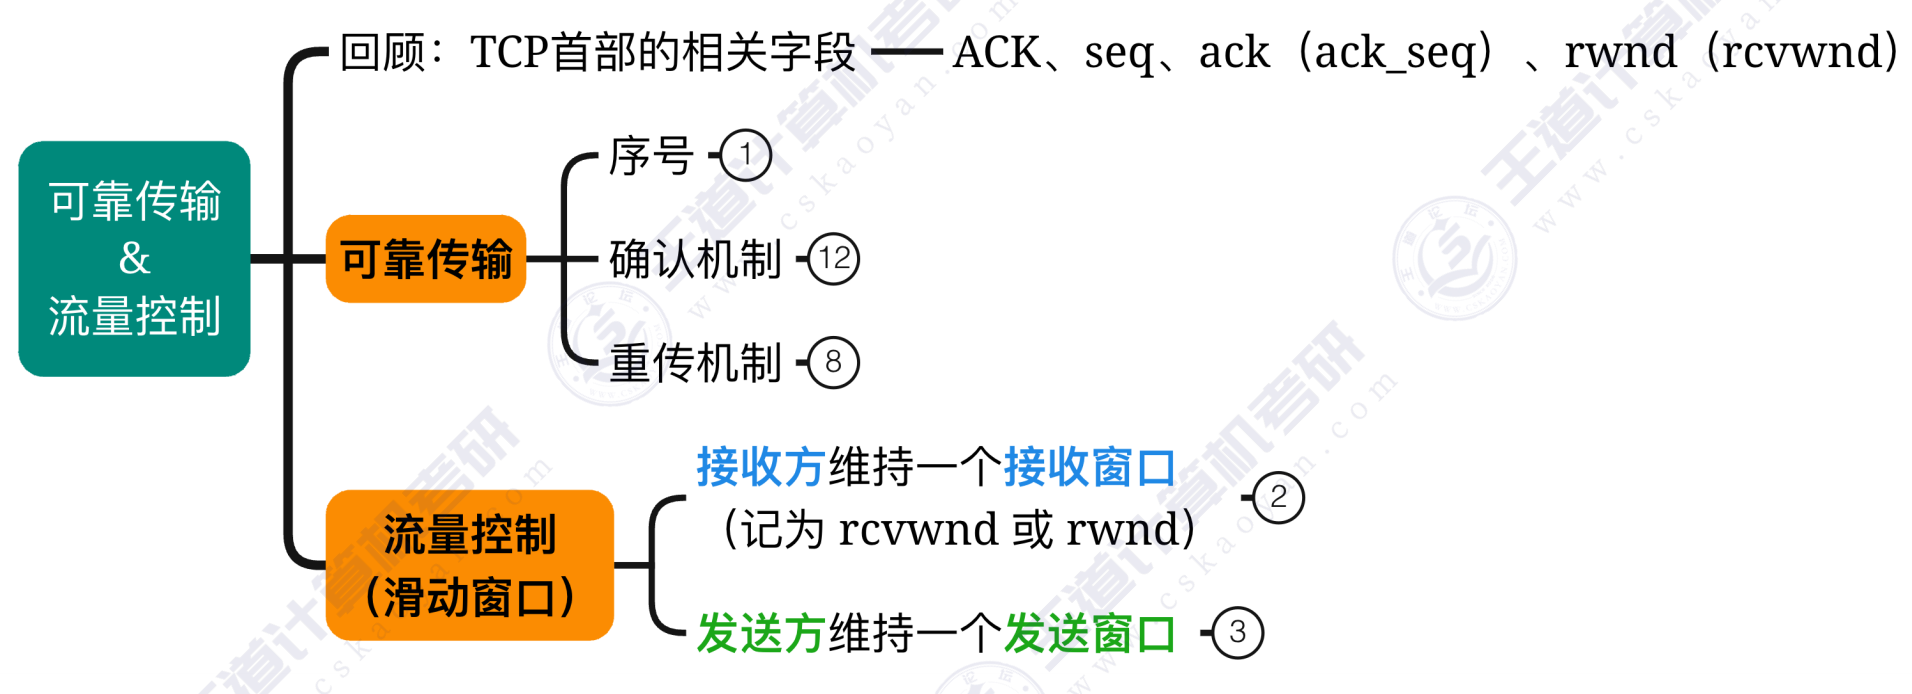 回顾：TCP首部的相关字段
ACK、seq、ack（ack_seq）、rwnd（rcvwnd）
可靠传输
&
流量控制
可靠传输
序号
1
确认机制
12
重传机制
8
流量控制
（滑动窗口）
接收方维持一个接收窗口
（记为 rcvwnd 或 rwnd）
2
发送方维持一个发送窗口
3
王道计算机考研
www.cskaoyan.com